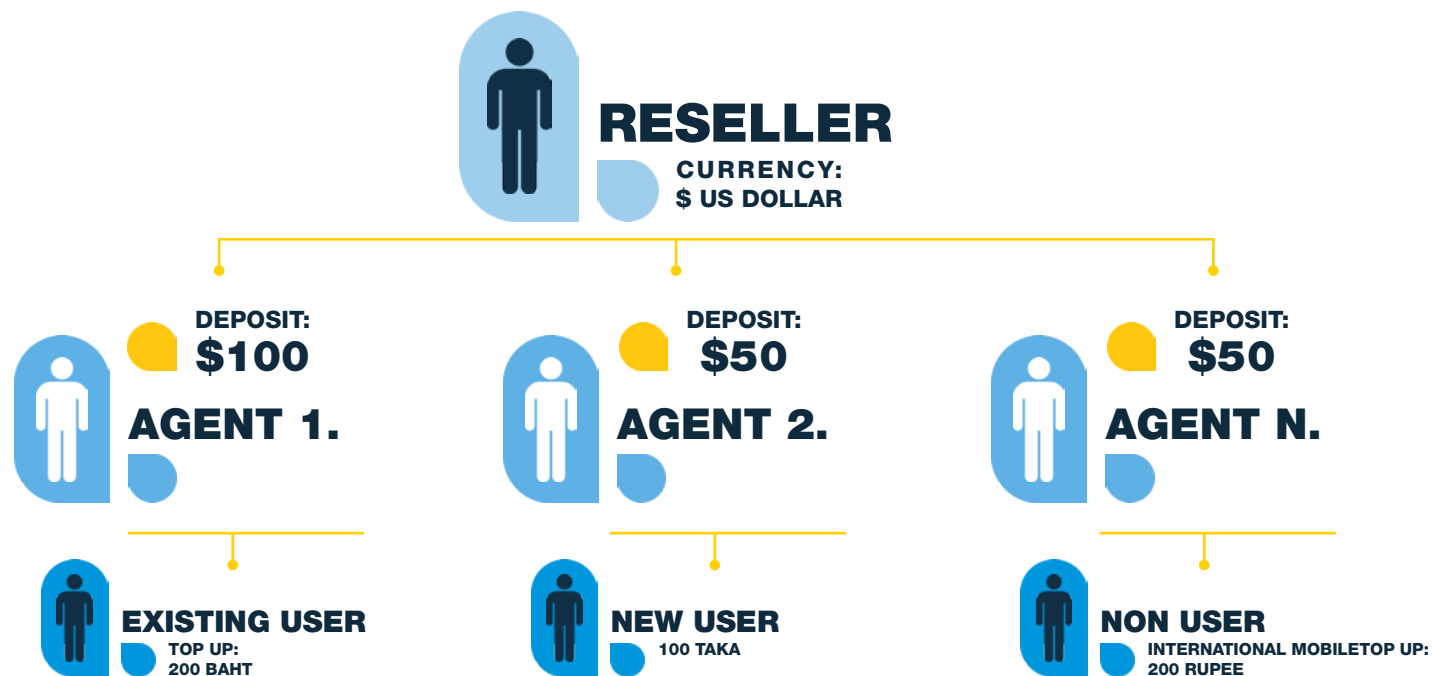 RESELLER
CURRENCY:
$ US DOLLAR
DEPOSIT:
$100
AGENT 1.
DEPOSIT:
$50
AGENT 2.
DEPOSIT:
$50
AGENT N.
EXISTING USER
TOP UP:
200 BAHT
NEW USER
100 TAKA
NON USER
INTERNATIONAL MOBILETOP UP:
200 RUPEE